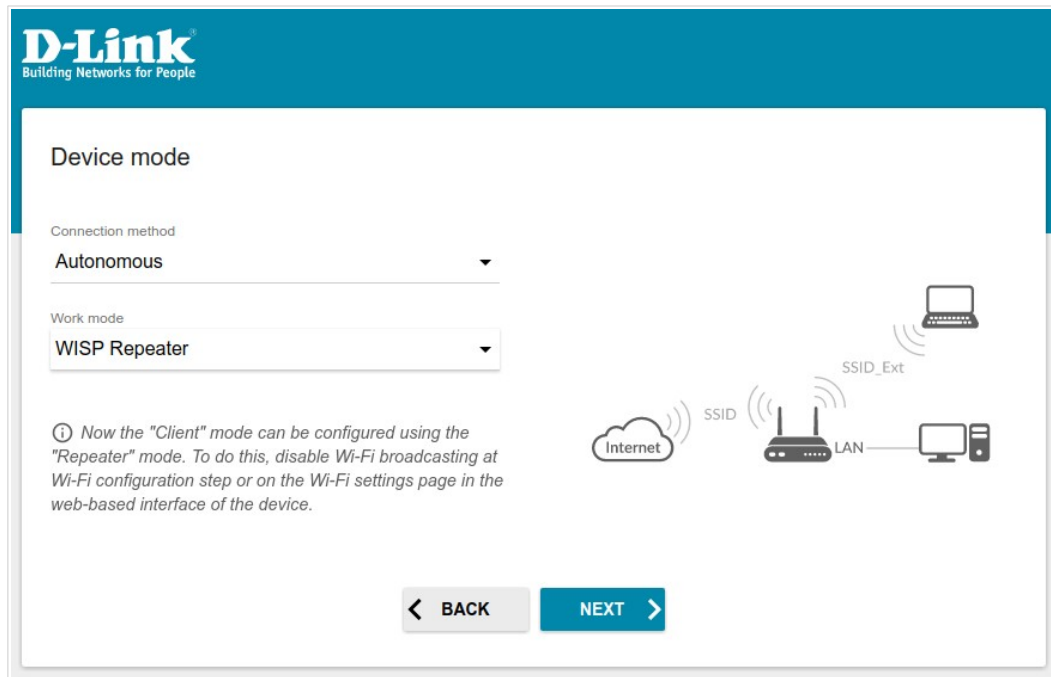 D-Link
Building Networks for People
Device mode
Connection method
Autonomous
Work mode
WISP Repeater
Now the "Client" mode can be configured using the
"Repeater" mode. To do this, disable Wi-Fi broadcasting at
Wi-Fi configuration step or on the Wi-Fi settings page in the
web-based interface of the device.
SSID_Ext
SSID
Internet
LAN
BACK
NEXT